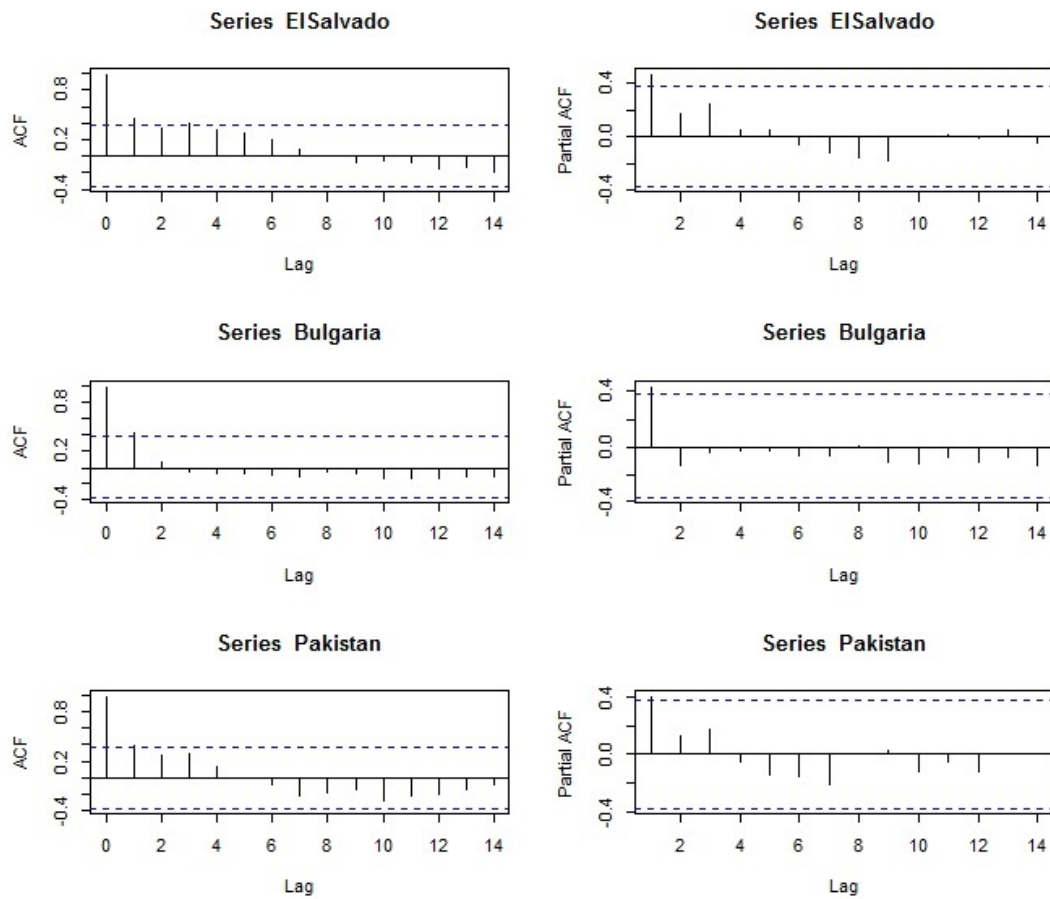 Series ElSalvado
ACF
0.8
0.2
-0.4
0 2 4 6 8 10 12 14
Lag
Series ElSalvado
Partial ACF
0.4
0.0
-0.4
2 4 6 8 10 12 14
Lag
Series Bulgaria
ACF
0.8
0.2
-0.4
0 2 4 6 8 10 12 14
Lag
Series Bulgaria
Partial ACF
0.4
0.0
-0.4
2 4 6 8 10 12 14
Lag
Series Pakistan
ACF
0.8
0.2
-0.4
0 2 4 6 8 10 12 14
Lag
Series Pakistan
Partial ACF
0.4
0.0
-0.4
2 4 6 8 10 12 14
Lag